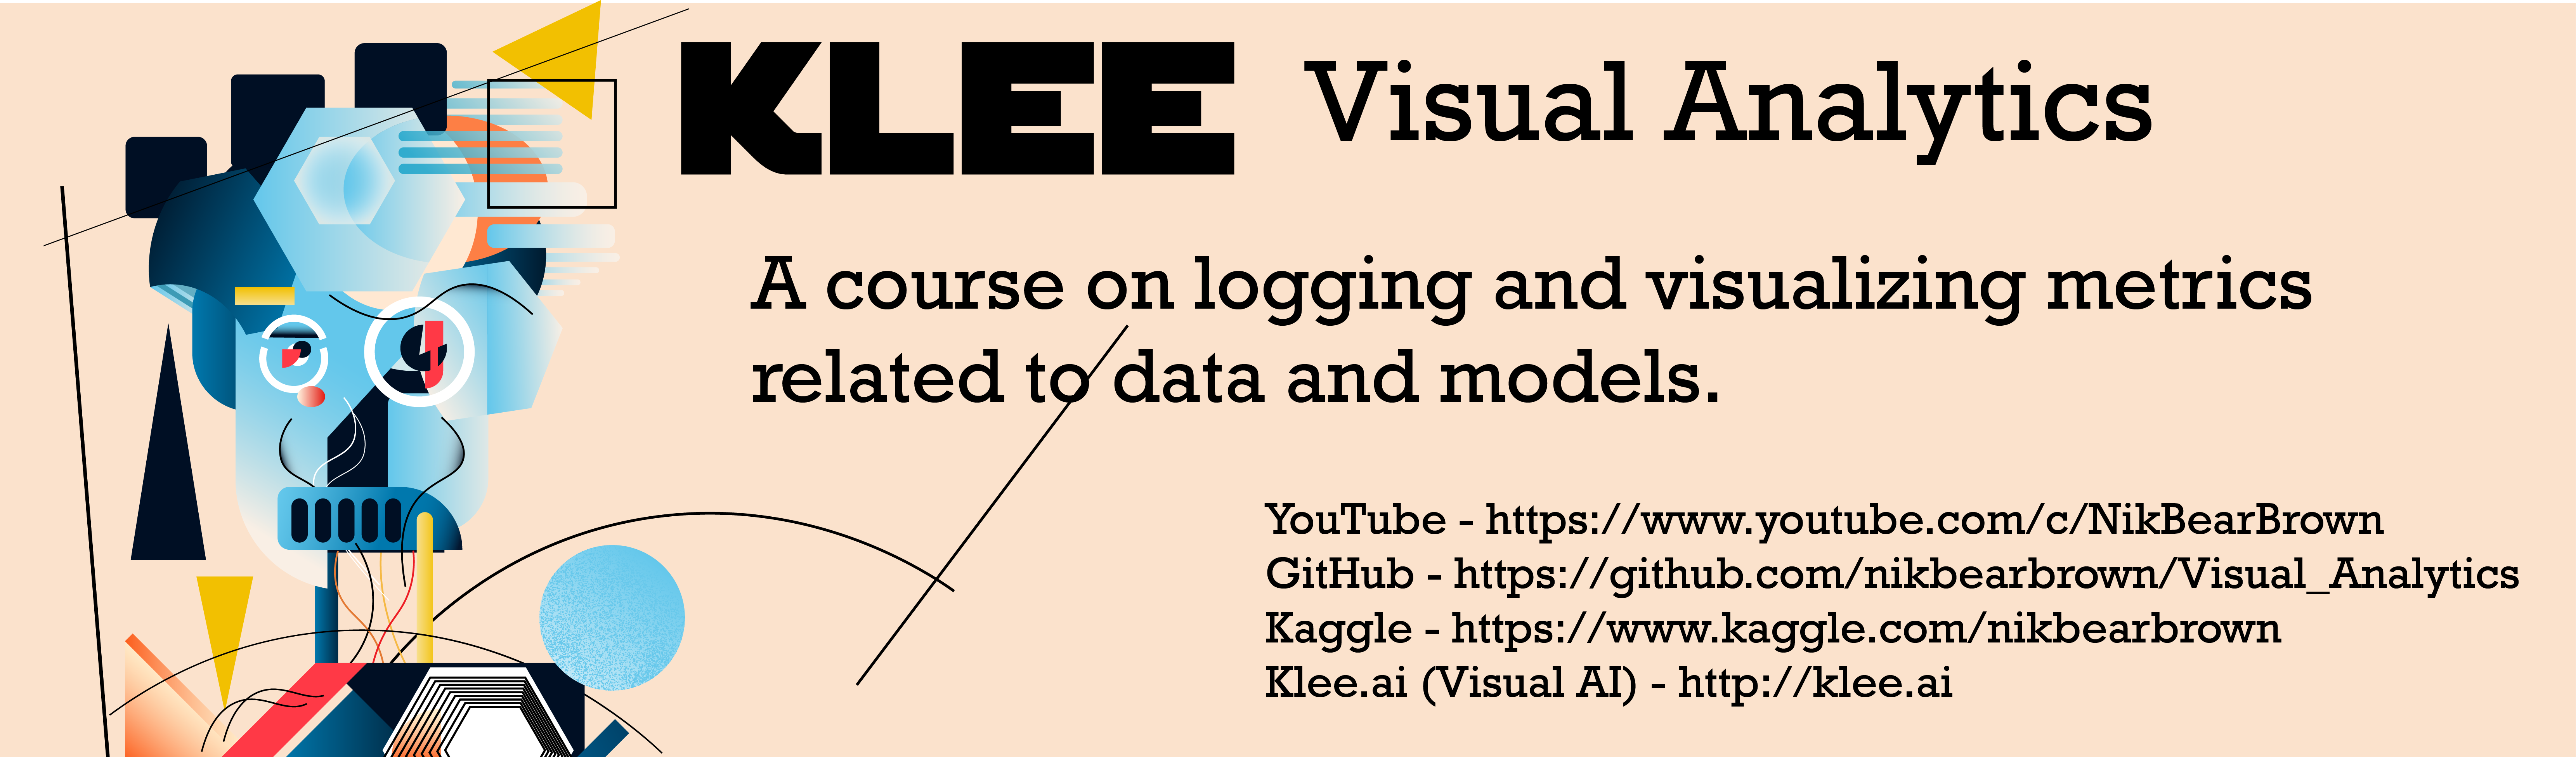 KLEE Visual Analytics
A course on logging and visualizing metrics
related to data and models.
YouTube - https://www.youtube.com/c/NikBearBrown
GitHub - https://github.com/nikbearbrown/Visual_Analytics
Kaggle - https://www.kaggle.com/nikbearbrown
Klee.ai (Visual AI) - http://klee.ai